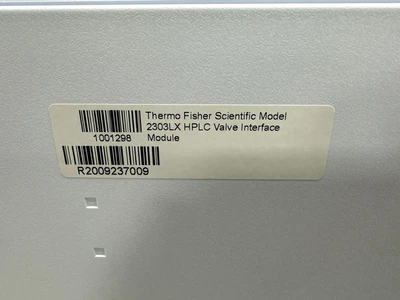 Thermo Fisher Scientific Model
2303LX HPLC Valve Interface
Module
1001298
R2009237009